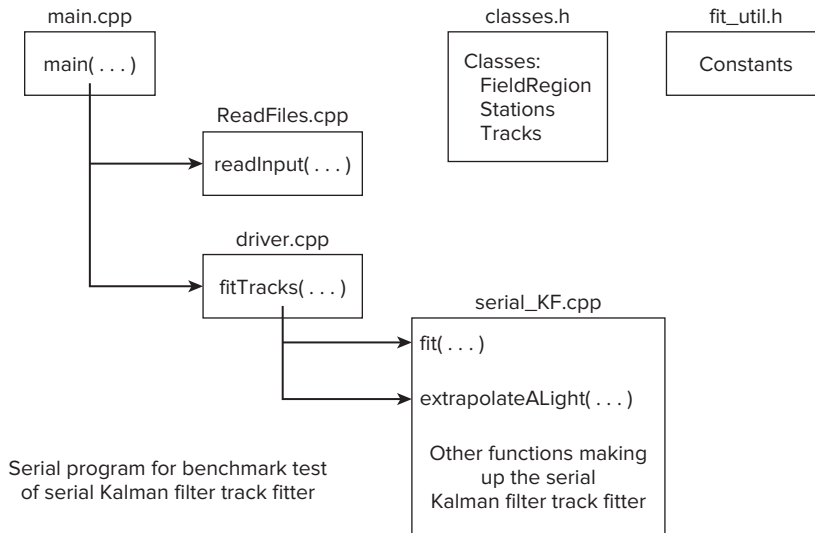 main.cpp
main( . . . )
classes.h
Classes:
FieldRegion
Stations
Tracks
fit_util.h
Constants
ReadFiles.cpp
readInput( . . . )
driver.cpp
fitTracks( . . . )
serial_KF.cpp
fit( . . . )
extrapolateALight( . . . )
Other functions making
up the serial
Kalman filter track fitter
Serial program for benchmark test
of serial Kalman filter track fitter